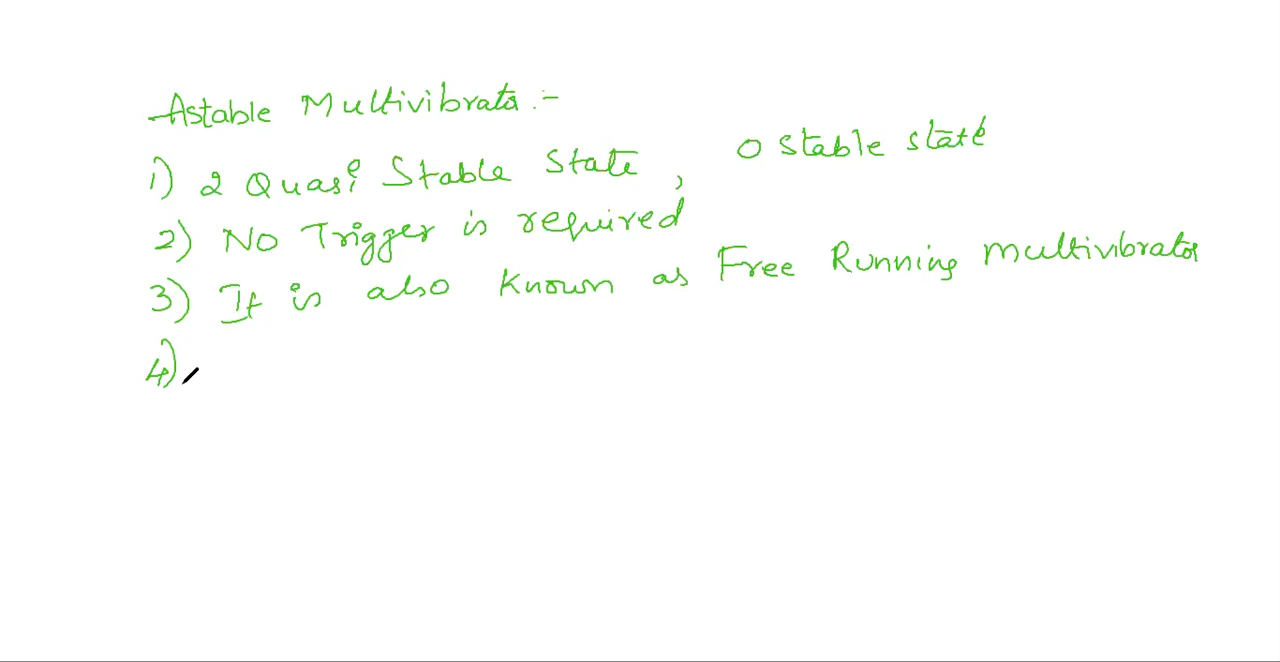 Astable Multivibrator :-
1) 2 Quasi Stable State, 0 stable state
2) No Trigger is required
3) It is also known as Free Running multivibrator
4)